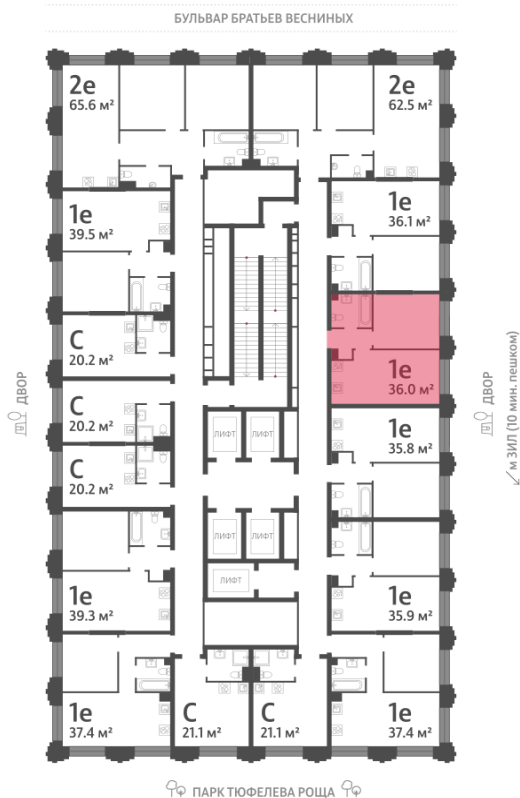 БУЛЬВАР БРАТЬЕВ ВЕСНИНЫХ
2е
65.6 м²
2е
62.5 м²
1е
39.5 м²
1е
36.1 м²
С
20.2 м²
1е
36.0 м²
ДВОР
С
20.2 м²
ЛИФТ
ЛИФТ
1е
35.8 м²
ДВОР
м ЗИЛ (10 мин. пешком)
С
20.2 м²
ЛИФТ
ЛИФТ
ЛИФТ
1е
39.3 м²
1е
35.9 м²
1е
37.4 м²
С
21.1 м²
С
21.1 м²
1е
37.4 м²
ПАРК ТЮФЕЛЕВА РОЩА